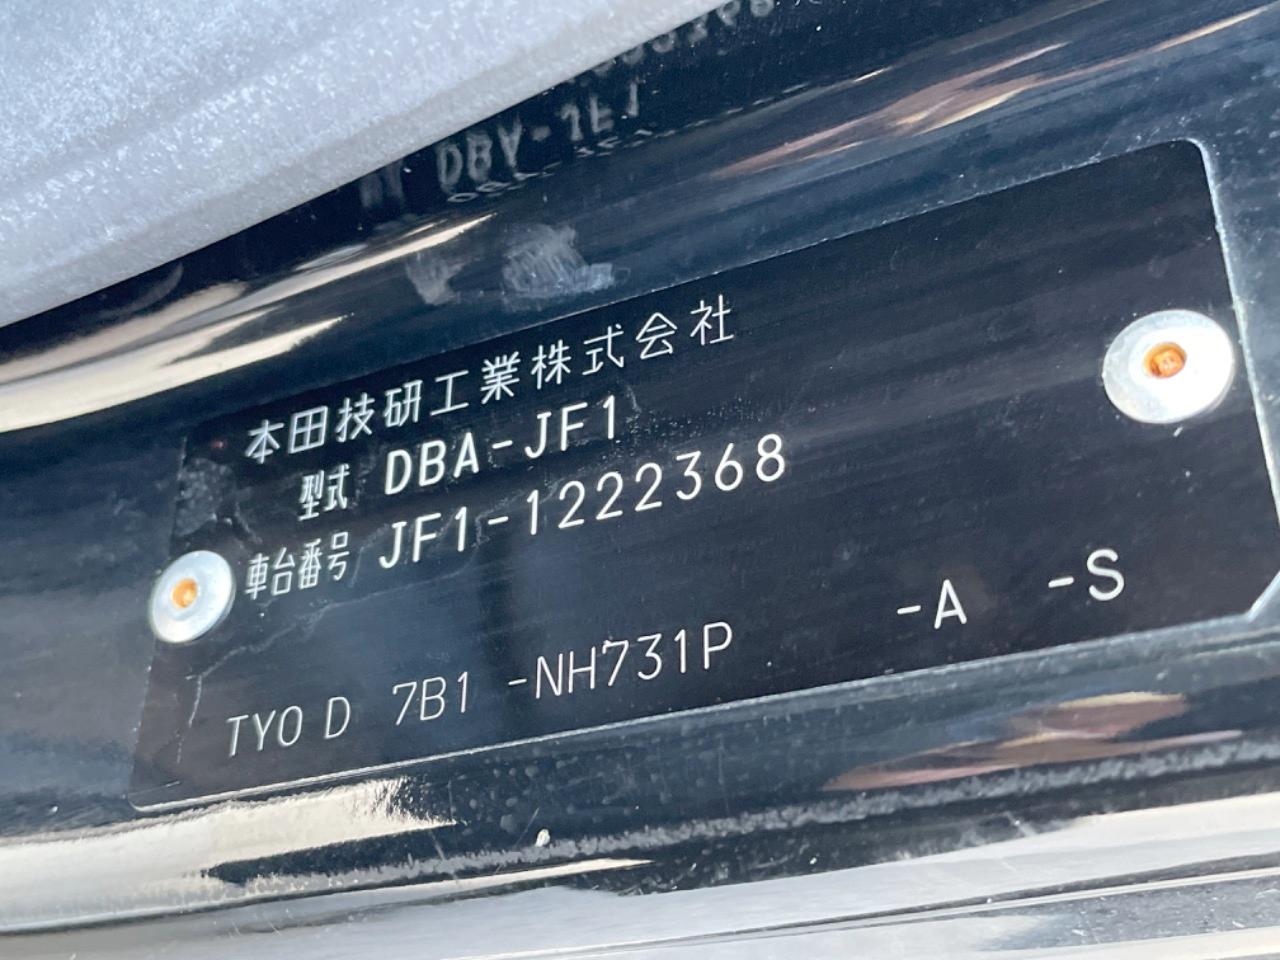 本田技研工業株式会社
型式 DBA-JF1
車台番号 JF1-1222368
TYO D 7B1 -NH731P -A -S